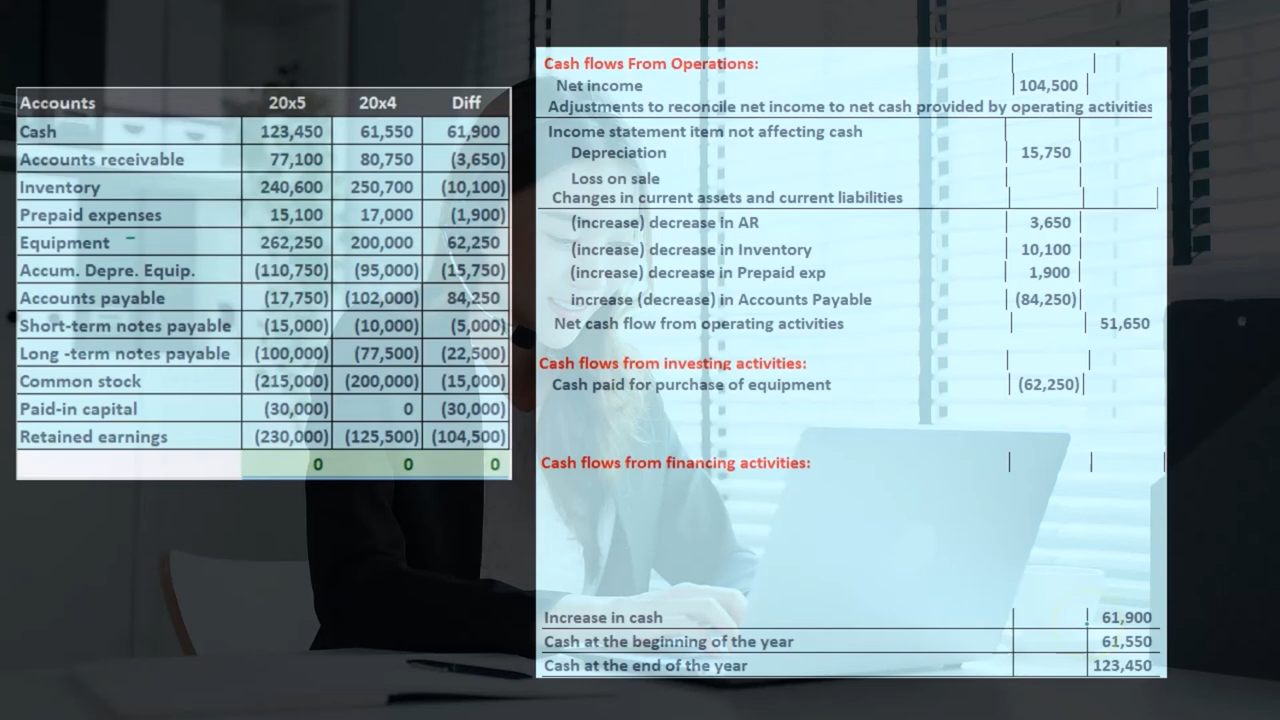 Accounts 20x5 20x4 Diff
Cash 123,450 61,550 61,900
Accounts receivable 77,100 80,750 (3,650)
Inventory 240,600 250,700 (10,100)
Prepaid expenses 15,100 17,000 (1,900)
Equipment 262,250 200,000 62,250
Accum. Depre. Equip. (110,750) (95,000) (15,750)
Accounts payable (17,750) (102,000) 84,250
Short-term notes payable (15,000) (10,000) (5,000)
Long -term notes payable (100,000) (77,500) (22,500)
Common stock (215,000) (200,000) (15,000)
Paid-in capital (30,000) 0 (30,000)
Retained earnings (230,000) (125,500) (104,500)
0 0 0
Cash flows From Operations:
Net income 104,500
Adjustments to reconcile net income to net cash provided by operating activities
Income statement item not affecting cash
Depreciation 15,750
Loss on sale
Changes in current assets and current liabilities
(increase) decrease in AR 3,650
(increase) decrease in Inventory 10,100
(increase) decrease in Prepaid exp 1,900
increase (decrease) in Accounts Payable (84,250)
Net cash flow from operating activities 51,650
Cash flows from investing activities:
Cash paid for purchase of equipment (62,250)
Cash flows from financing activities:
Increase in cash 61,900
Cash at the beginning of the year 61,550
Cash at the end of the year 123,450